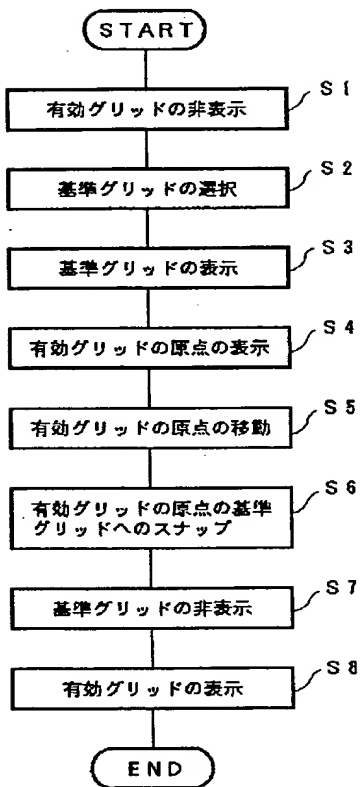 START
有効グリッドの非表示
S1
基準グリッドの選択
S2
基準グリッドの表示
S3
有効グリッドの原点の表示
S4
有効グリッドの原点の移動
S5
有効グリッドの原点の基準
グリッドへのスナップ
S6
基準グリッドの非表示
S7
有効グリッドの表示
S8
END